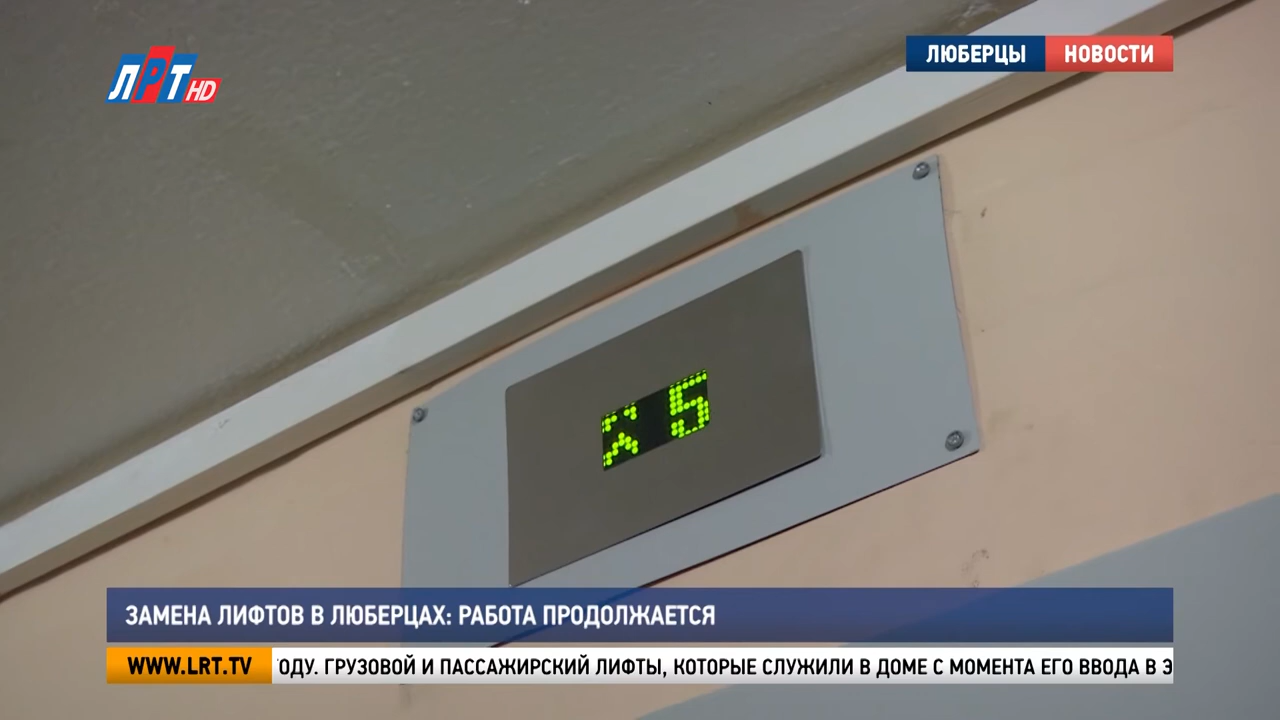 ЛРТ HD
ЛЮБЕРЦЫ НОВОСТИ
5
ЗАМЕНА ЛИФТОВ В ЛЮБЕРЦАХ: РАБОТА ПРОДОЛЖАЕТСЯ
WWW.LRT.TV ОДУ. ГРУЗОВОЙ И ПАССАЖИРСКИЙ ЛИФТЫ, КОТОРЫЕ СЛУЖИЛИ В ДОМЕ С МОМЕНТА ЕГО ВВОДА В Э